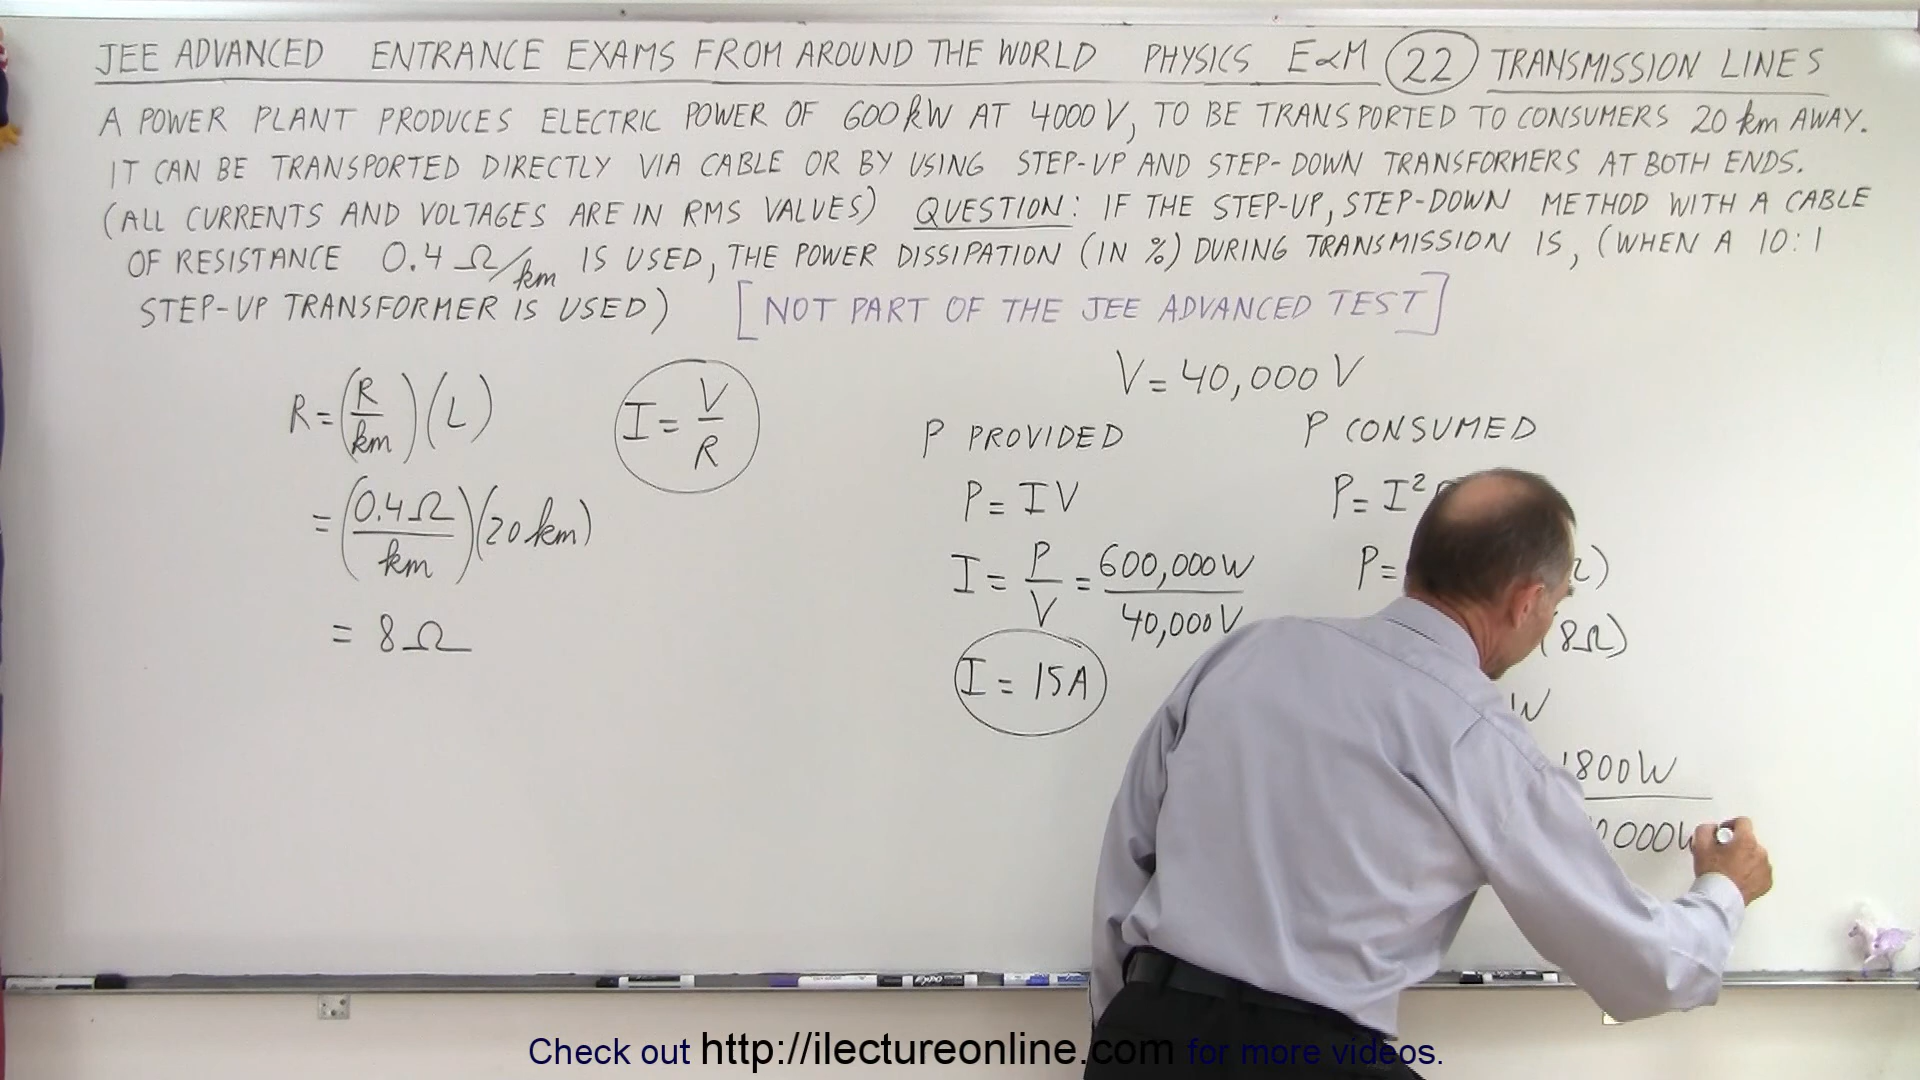 JEE ADVANCED ENTRANCE EXAMS FROM AROUND THE WORLD PHYSICS E∝M 22 TRANSMISSION LINES
A POWER PLANT PRODUCES ELECTRIC POWER OF 600 kW AT 4000 V, TO BE TRANSPORTED TO CONSUMERS 20 km AWAY.
IT CAN BE TRANSPORTED DIRECTLY VIA CABLE OR BY USING STEP-UP AND STEP-DOWN TRANSFORMERS AT BOTH ENDS.
(ALL CURRENTS AND VOLTAGES ARE IN RMS VALUES) QUESTION: IF THE STEP-UP, STEP-DOWN METHOD WITH A CABLE
OF RESISTANCE 0.4 Ω/km IS USED, THE POWER DISSIPATION (IN %) DURING TRANSMISSION IS, (WHEN A 10:1
STEP-UP TRANSFORMER IS USED) [NOT PART OF THE JEE ADVANCED TEST]
R = (R/km)(L)
= (0.4Ω/km)(20 km)
= 8Ω
I = V/R
V = 40,000 V
P PROVIDED
P = IV
I = P/V = 600,000W/40,000V
I = 15A
P CONSUMED
P = I²
P = Ω)
(8Ω)
W
1800W
000W
Check out http://ilectureonline.com for more videos.